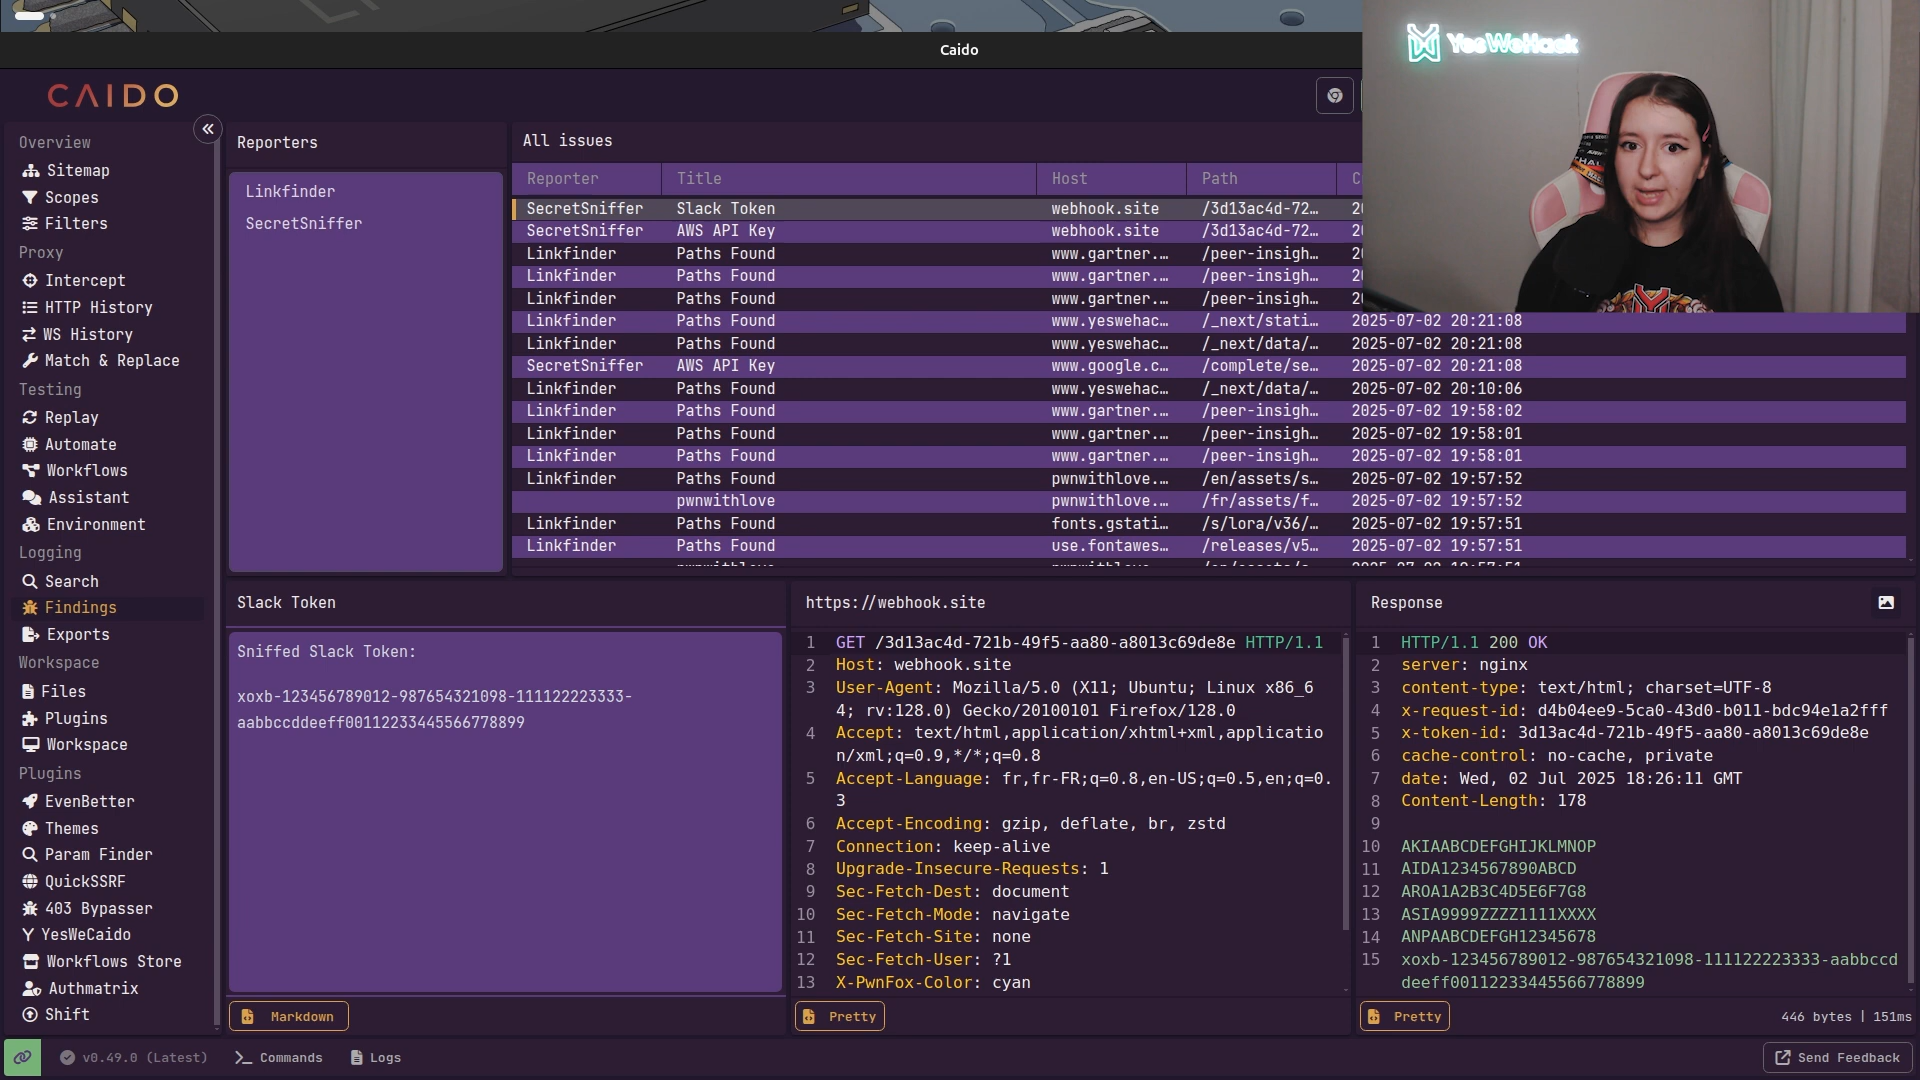 Caido
YesWeHack
CAIDO
Overview
Sitemap
Scopes
Filters
Proxy
Intercept
HTTP History
WS History
Match & Replace
Testing
Replay
Automate
Workflows
Assistant
Environment
Logging
Search
Findings
Exports
Workspace
Files
Plugins
Workspace
Plugins
EvenBetter
Themes
Param Finder
QuickSSRF
403 Bypasser
YesWeCaido
Workflows Store
Authmatrix
Shift
Reporters
Linkfinder
SecretSniffer
All issues
Reporter Title Host Path C
SecretSniffer Slack Token webhook.site /3d13ac4d-72… 20
SecretSniffer AWS API Key webhook.site /3d13ac4d-72… 20
Linkfinder Paths Found www.gartner.… /peer-insigh… 20
Linkfinder Paths Found www.gartner.… /peer-insigh… 20
Linkfinder Paths Found www.gartner.… /peer-insigh… 20
Linkfinder Paths Found www.yeswehac… /_next/stati… 2025-07-02 20:21:08
Linkfinder Paths Found www.yeswehac… /_next/data/… 2025-07-02 20:21:08
SecretSniffer AWS API Key www.google.c… /complete/se… 2025-07-02 20:21:08
Linkfinder Paths Found www.yeswehac… /_next/data/… 2025-07-02 20:10:06
Linkfinder Paths Found www.gartner.… /peer-insigh… 2025-07-02 19:58:02
Linkfinder Paths Found www.gartner.… /peer-insigh… 2025-07-02 19:58:01
Linkfinder Paths Found www.gartner.… /peer-insigh… 2025-07-02 19:58:01
Linkfinder Paths Found pwnwithlove.… /en/assets/s… 2025-07-02 19:57:52
pwnwithlove pwnwithlove.… /fr/assets/f… 2025-07-02 19:57:52
Linkfinder Paths Found fonts.gstati… /s/lora/v36/… 2025-07-02 19:57:51
Linkfinder Paths Found use.fontawes… /releases/v5… 2025-07-02 19:57:51
Slack Token
Sniffed Slack Token:
xoxb-123456789012-987654321098-111122223333-
aabbccddeeff00112233445566778899
Markdown
https://webhook.site
1 GET /3d13ac4d-721b-49f5-aa80-a8013c69de8e HTTP/1.1
2 Host: webhook.site
3 User-Agent: Mozilla/5.0 (X11; Ubuntu; Linux x86_6
4; rv:128.0) Gecko/20100101 Firefox/128.0
4 Accept: text/html,application/xhtml+xml,applicatio
n/xml;q=0.9,*/*;q=0.8
5 Accept-Language: fr,fr-FR;q=0.8,en-US;q=0.5,en;q=0.
3
6 Accept-Encoding: gzip, deflate, br, zstd
7 Connection: keep-alive
8 Upgrade-Insecure-Requests: 1
9 Sec-Fetch-Dest: document
10 Sec-Fetch-Mode: navigate
11 Sec-Fetch-Site: none
12 Sec-Fetch-User: ?1
13 X-PwnFox-Color: cyan
Pretty
Response
1 HTTP/1.1 200 OK
2 server: nginx
3 content-type: text/html; charset=UTF-8
4 x-request-id: d4b04ee9-5ca0-43d0-b011-bdc94e1a2fff
5 x-token-id: 3d13ac4d-721b-49f5-aa80-a8013c69de8e
6 cache-control: no-cache, private
7 date: Wed, 02 Jul 2025 18:26:11 GMT
8 Content-Length: 178
9
10 AKIAABCDEFGHIJKLMNOP
11 AIDA1234567890ABCD
12 AROA1A2B3C4D5E6F7G8
13 ASIA9999ZZZZ1111XXXX
14 ANPAABCDEFGH12345678
15 xoxb-123456789012-987654321098-111122223333-aabbccd
deeff00112233445566778899
Pretty
446 bytes | 151ms
v0.49.0 (Latest)
Commands
Logs
Send Feedback